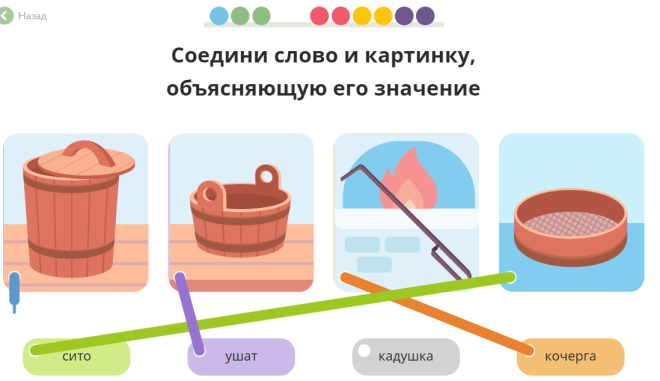 Назад
Соедини слово и картинку,
объясняющую его значение
сито
ушат
кадушка
кочерга